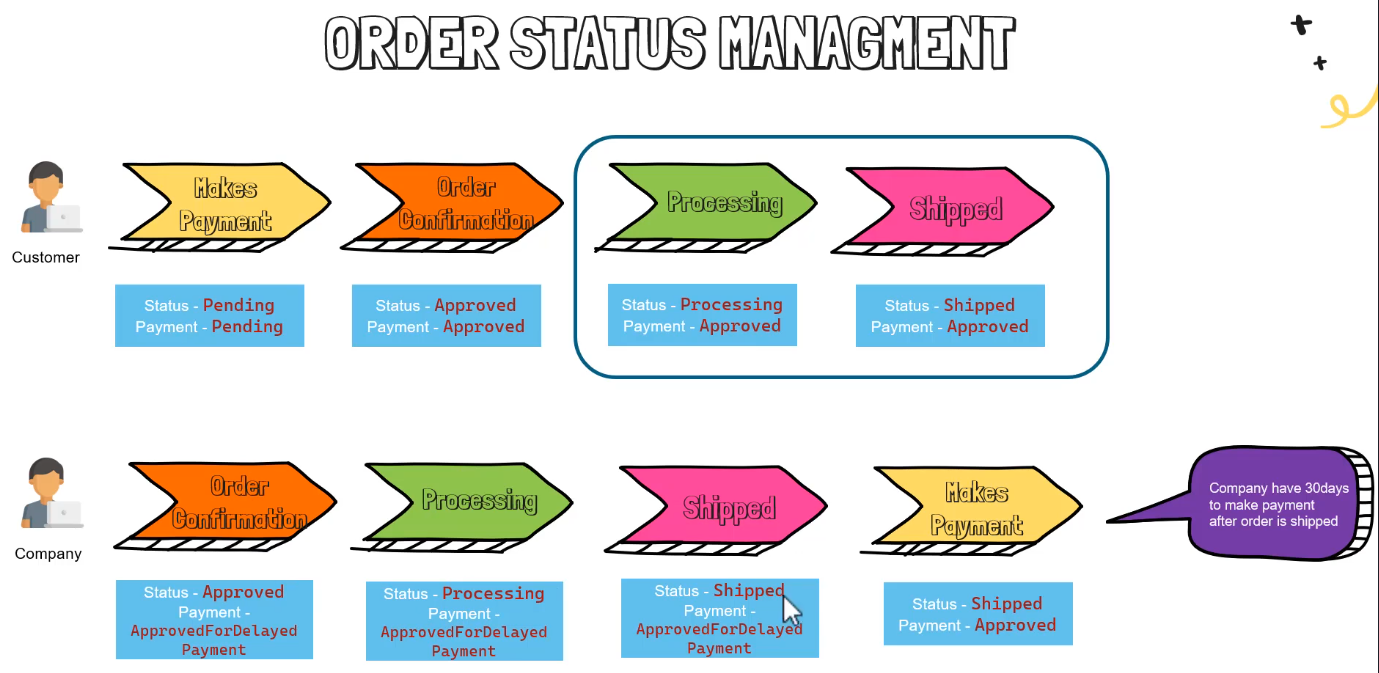 ORDER STATUS MANAGMENT
Customer
Makes
Payment
Order
Confirmation
Processing
Shipped
Status - Pending
Payment - Pending
Status - Approved
Payment - Approved
Status - Processing
Payment - Approved
Status - Shipped
Payment - Approved
Company
Order
Confirmation
Processing
Shipped
Makes
Payment
Company have 30days
to make payment
after order is shipped
Status - Approved
Payment -
ApprovedForDelayed
Payment
Status - Processing
Payment -
ApprovedForDelayed
Payment
Status - Shipped
Payment -
ApprovedForDelayed
Payment
Status - Shipped
Payment - Approved